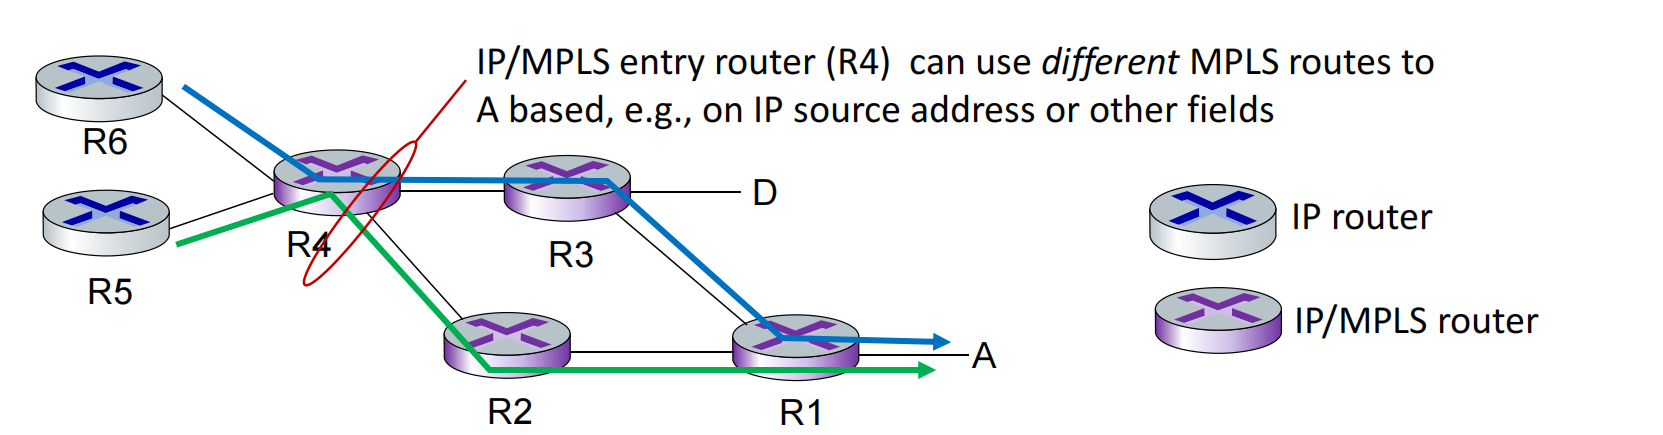 IP/MPLS entry router (R4)  can use different MPLS routes to
A based, e.g., on IP source address or other fields
R6
R5
R4
R3
D
R2
R1
A
IP router
IP/MPLS router